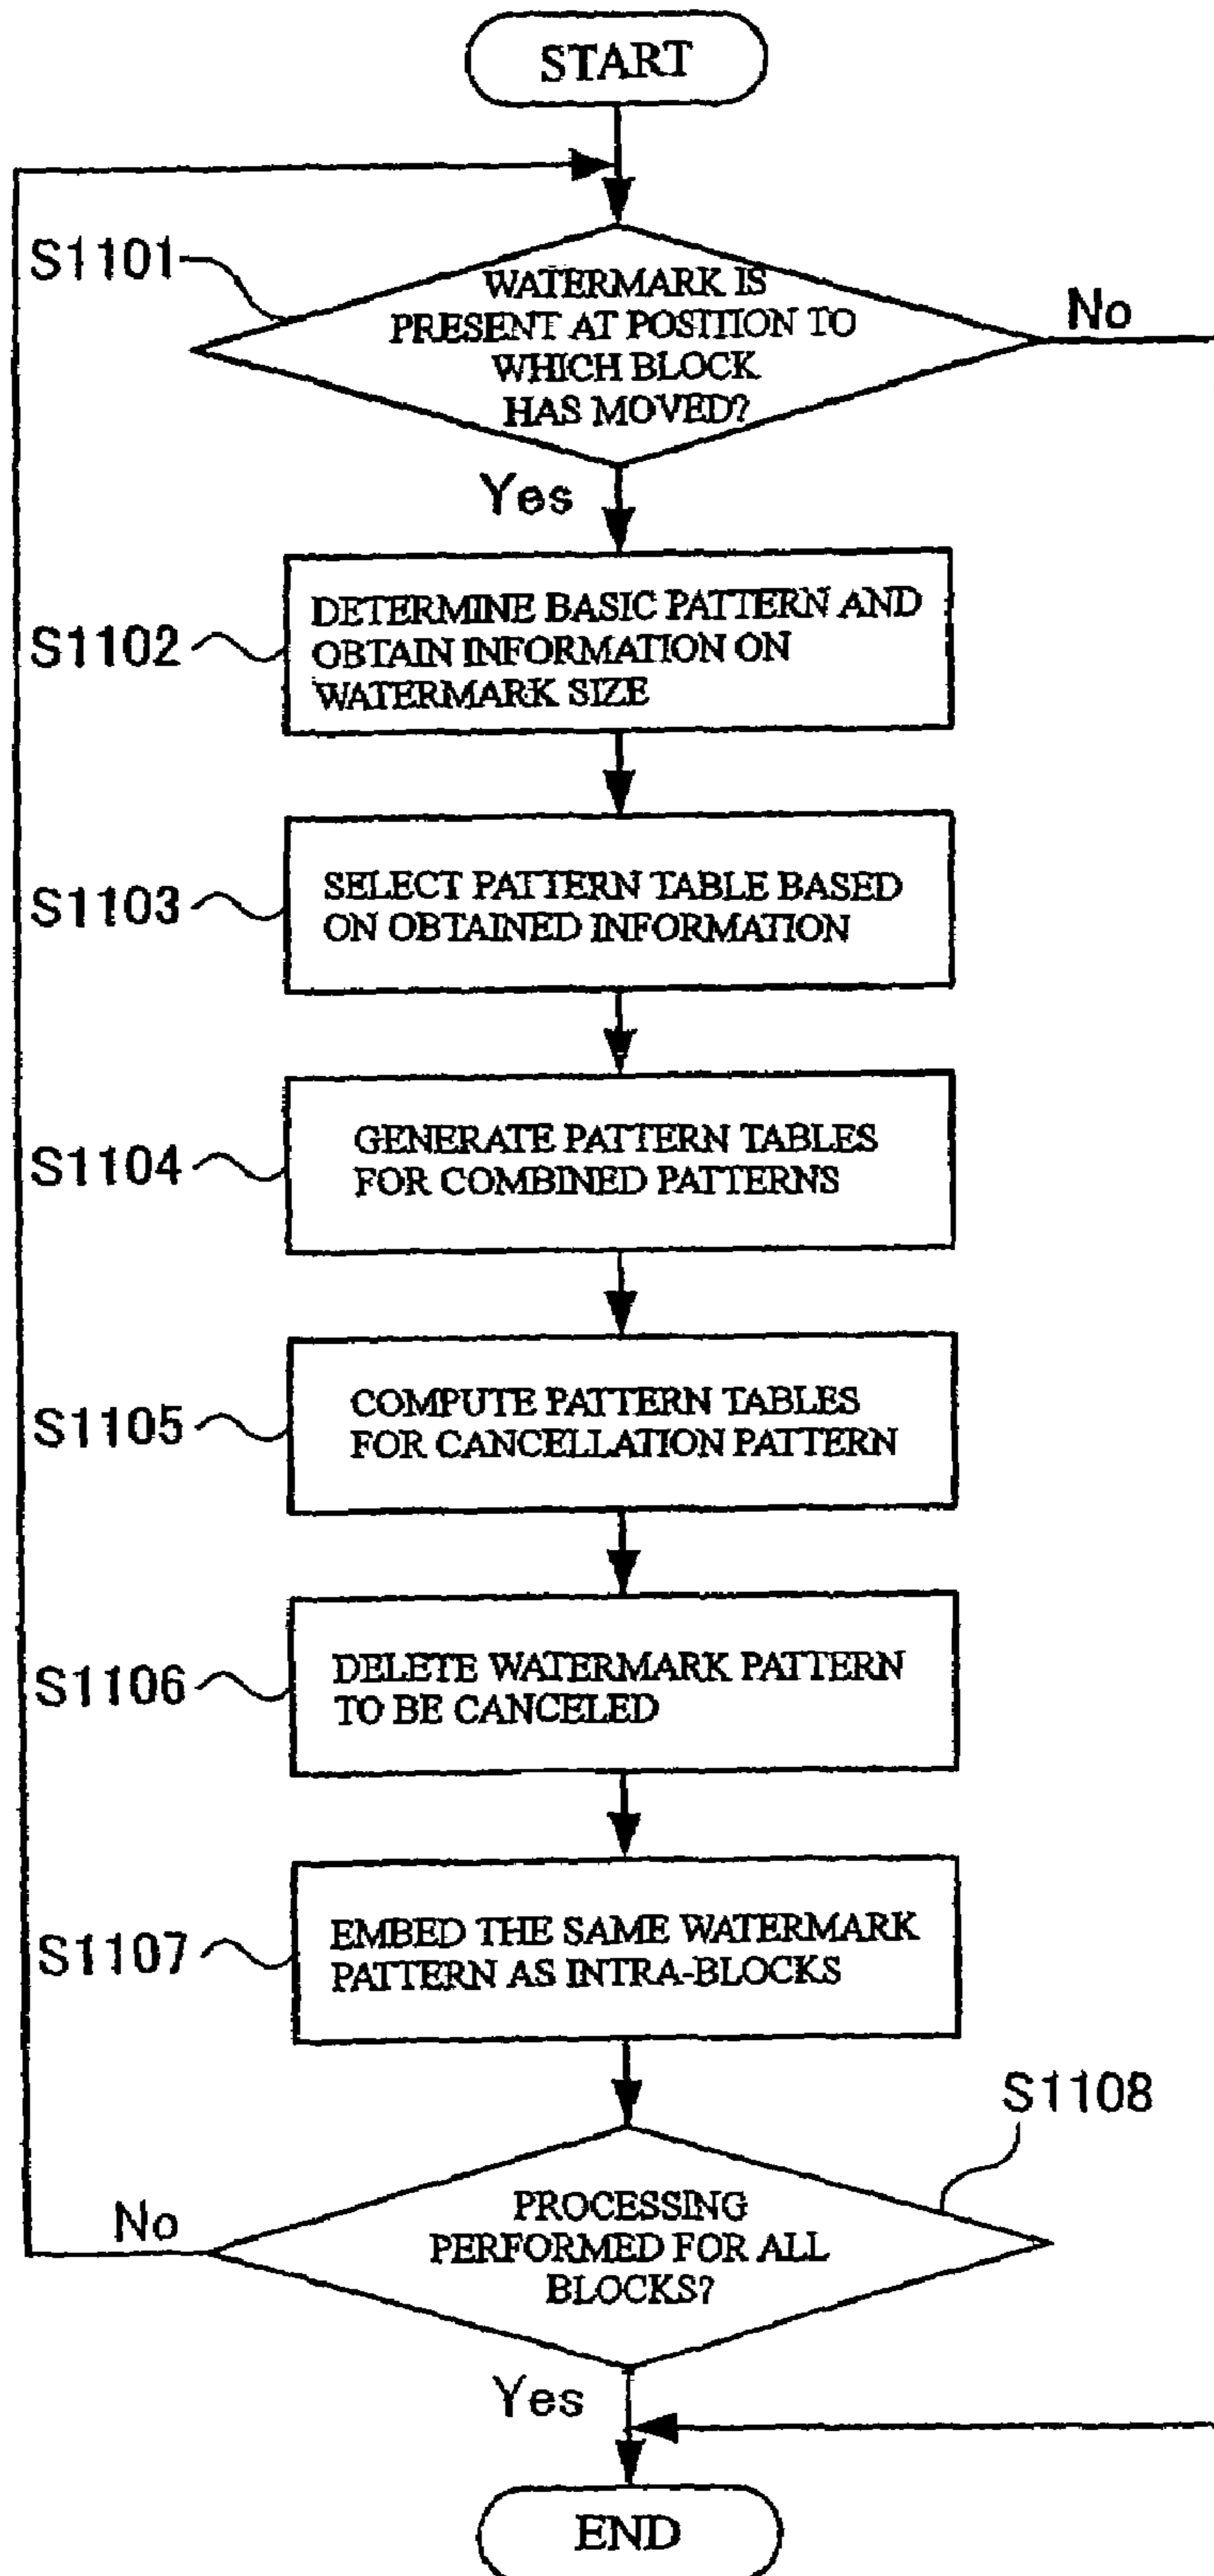 START
S1101
WATERMARK IS
PRESENT AT POSITION TO
WHICH BLOCK
HAS MOVED?
No
Yes
S1102
DETERMINE BASIC PATTERN AND
OBTAIN INFORMATION ON
WATERMARK SIZE
S1103
SELECT PATTERN TABLE BASED
ON OBTAINED INFORMATION
S1104
GENERATE PATTERN TABLES
FOR COMBINED PATTERNS
S1105
COMPUTE PATTERN TABLES
FOR CANCELLATION PATTERN
S1106
DELETE WATERMARK PATTERN
TO BE CANCELED
S1107
EMBED THE SAME WATERMARK
PATTERN AS INTRA-BLOCKS
S1108
PROCESSING
PERFORMED FOR ALL
BLOCKS?
No
Yes
END